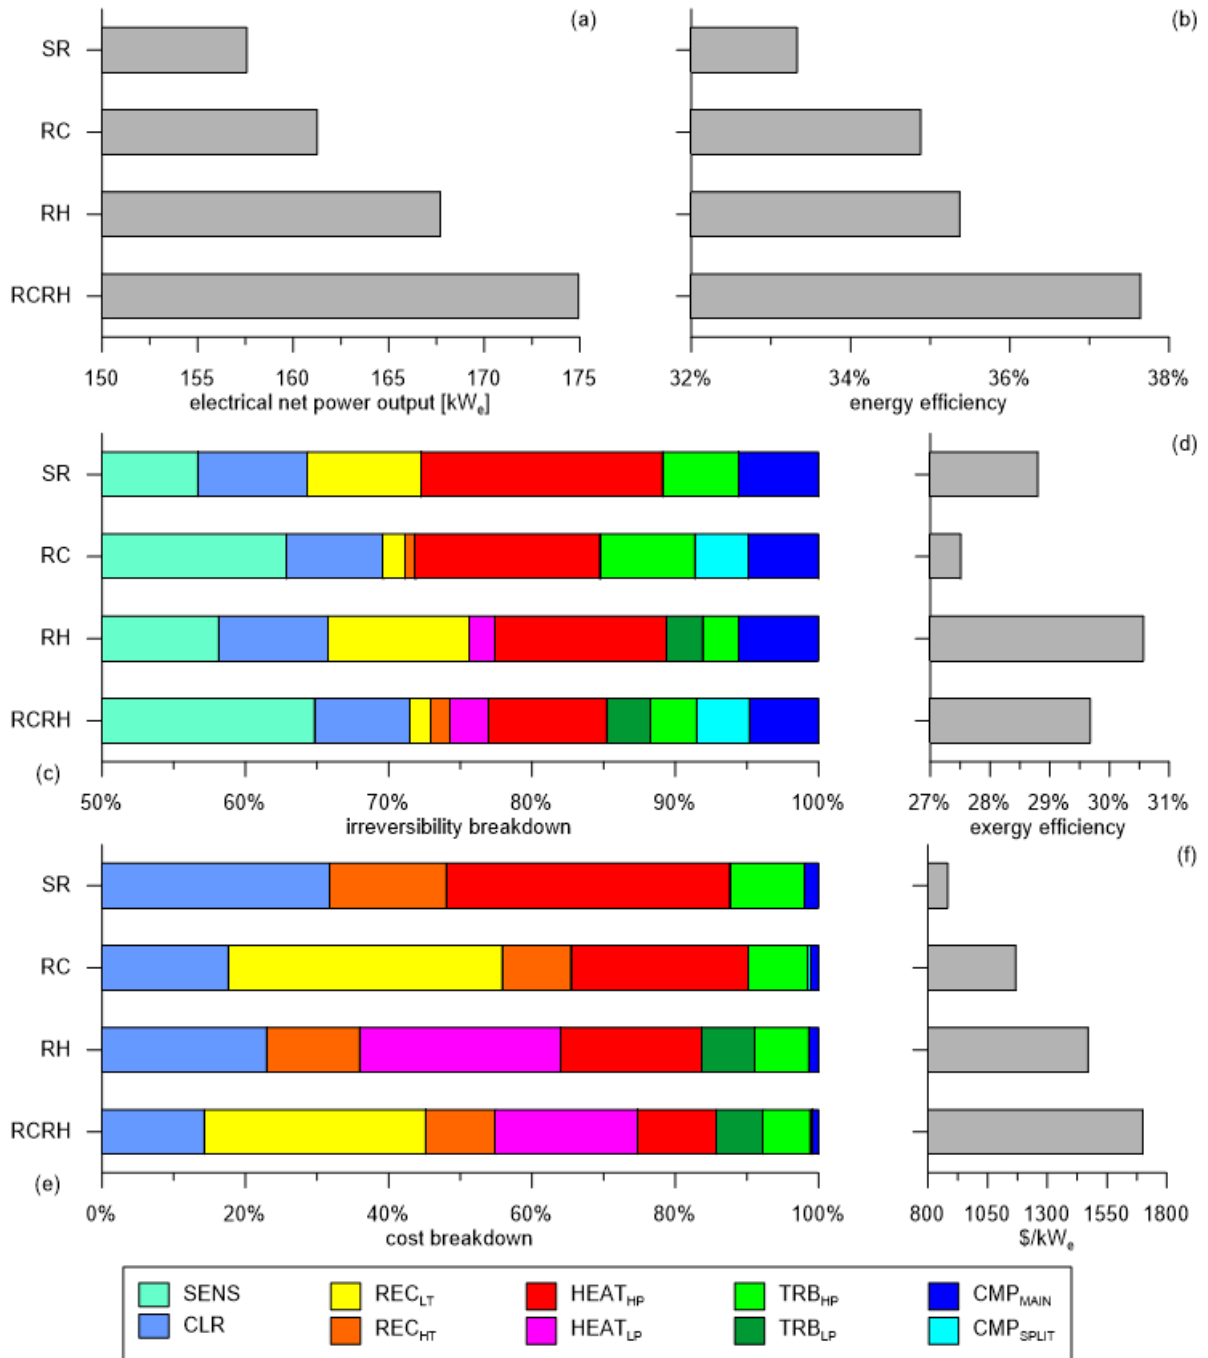 (a)
(b)
SR
RC
RH
RCRH
150 155 160 165 170 175
electrical net power output [kWe]
32% 34% 36% 38%
energy efficiency
(d)
SR
RC
RH
RCRH
(c)
50% 60% 70% 80% 90% 100%
irreversibility breakdown
27% 28% 29% 30% 31%
exergy efficiency
(f)
SR
RC
RH
RCRH
(e)
0% 20% 40% 60% 80% 100%
cost breakdown
800 1050 1300 1550 1800
$/kWe
SENS RECLT HEATHP TRBHP CMPMAIN
CLR RECHT HEATLP TRBLP CMPSPLIT